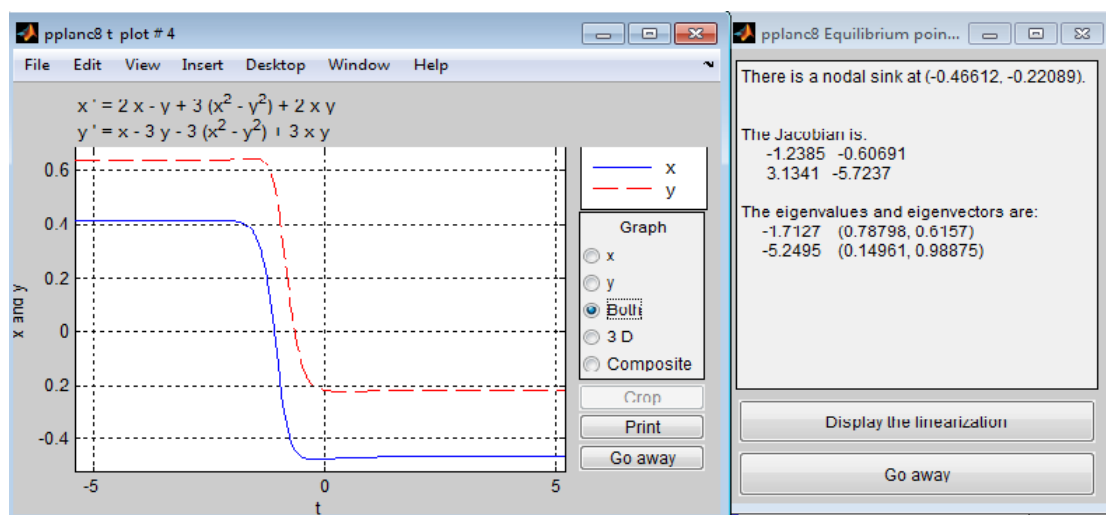 pplanc8 t plot # 4
File Edit View Insert Desktop Window Help
x ' = 2 x - y + 3 (x² - y²) + 2 x y
y ' = x - 3 y - 3 (x² - y²) + 3 x y
0.6
0.4
0.2
0
0.2
-0.4
-5
0
5
x and y
t
x
y
Graph
x
y
Both
3 D
Composite
Crop
Print
Go away
pplanc8 Equilibrium poin...
There is a nodal sink at (-0.46612, -0.22089).
The Jacobian is.
-1.2385 -0.60691
3.1341 -5.7237
The eigenvalues and eigenvectors are:
-1.7127 (0.78798, 0.6157)
-5.2495 (0.14961, 0.98875)
Display the linearization
Go away